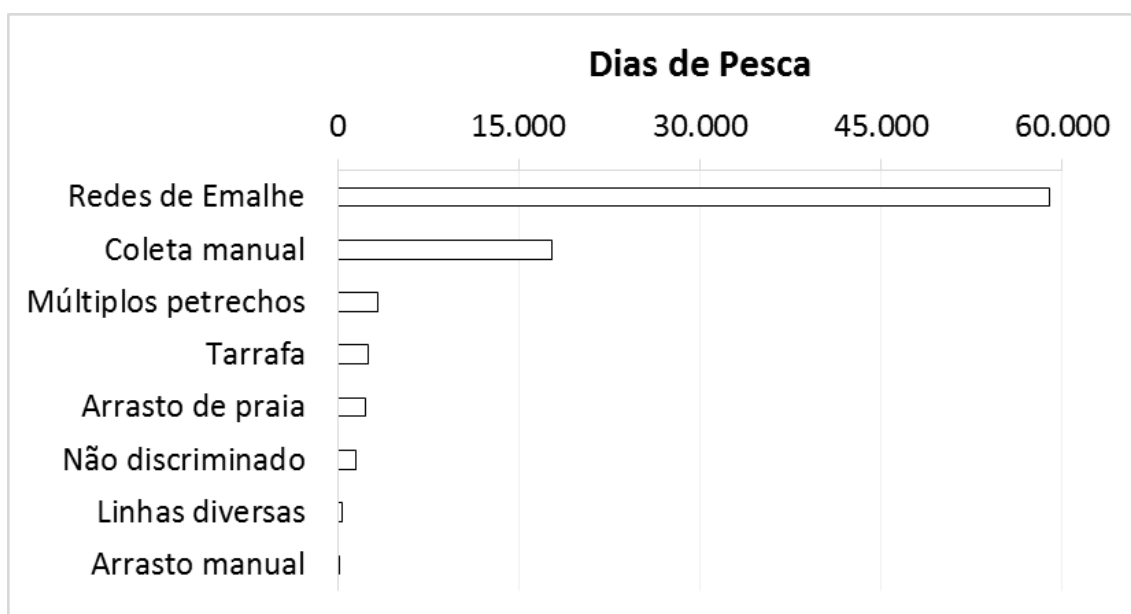 Dias de Pesca
0 15.000 30.000 45.000 60.000
Redes de Emalhe
Coleta manual
Múltiplos petrechos
Tarrafa
Arrasto de praia
Não discriminado
Linhas diversas
Arrasto manual